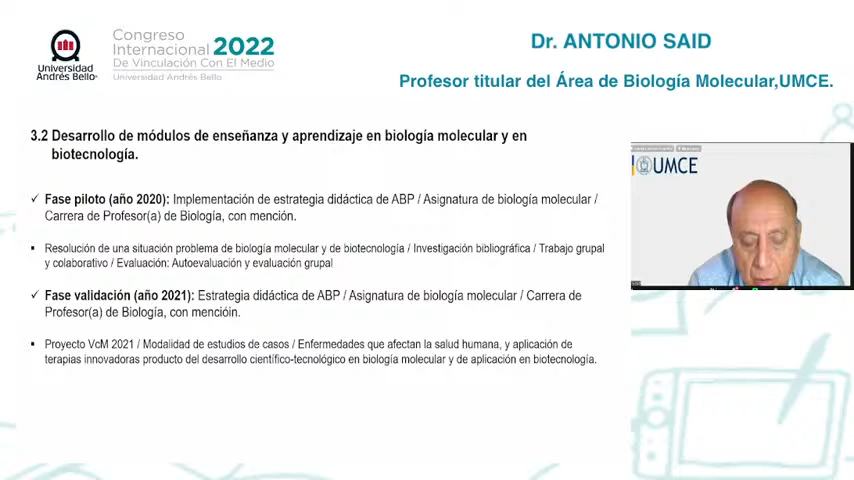 Universidad
Andrés Bello
Congreso
Internacional 2022
De Vinculación Con El Medio
Universidad Andrés Bello
Dr. ANTONIO SAID
Profesor titular del Área de Biología Molecular,UMCE.
3.2 Desarrollo de módulos de enseñanza y aprendizaje en biología molecular y en
biotecnología.
✓ Fase piloto (año 2020): Implementación de estrategia didáctica de ABP / Asignatura de biología molecular /
Carrera de Profesor(a) de Biología, con mención.
▪ Resolución de una situación problema de biología molecular y de biotecnología / Investigación bibliográfica / Trabajo grupal
y colaborativo / Evaluación: Autoevaluación y evaluación grupal
✓ Fase validación (año 2021): Estrategia didáctica de ABP / Asignatura de biología molecular / Carrera de
Profesor(a) de Biología, con mencióin.
▪ Proyecto VcM 2021 / Modalidad de estudios de casos / Enfermedades que afectan la salud humana, y aplicación de
terapias innovadoras producto del desarrollo científico-tecnológico en biología molecular y de aplicación en biotecnología.
UMCE